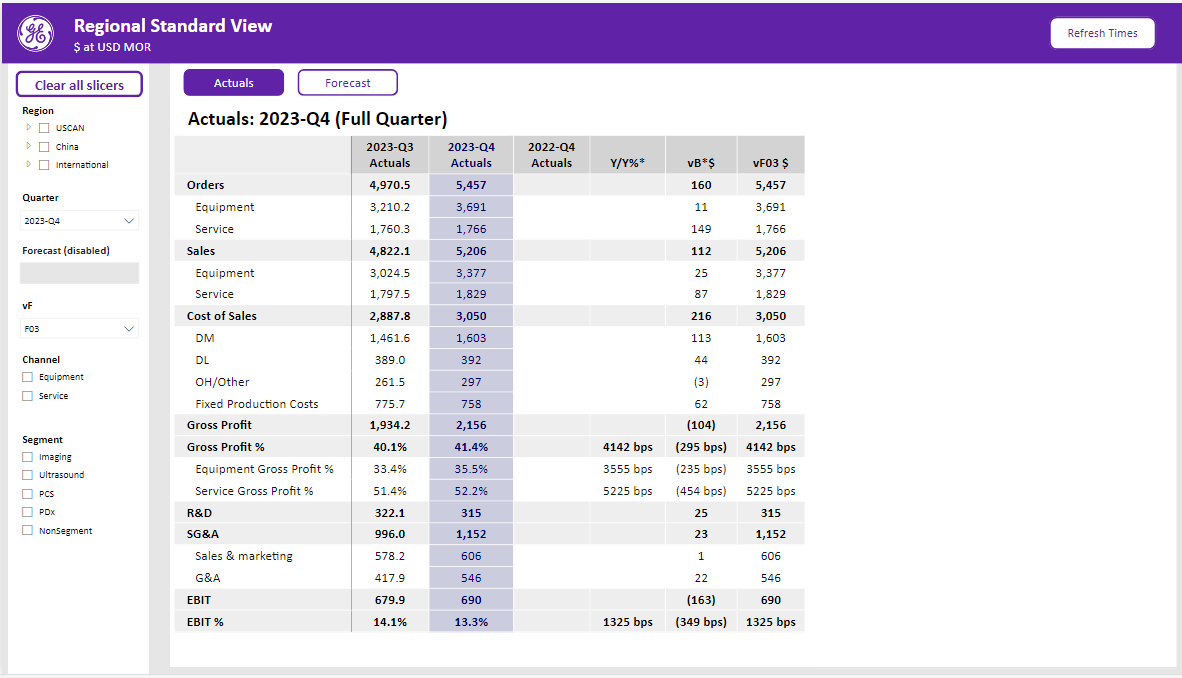 GE
Regional Standard View
$ at USD MOR
Refresh Times
Clear all slicers
Region
USCAN
China
International
Quarter
2023-Q4
Forecast (disabled)
vF
F03
Channel
Equipment
Service
Segment
Imaging
Ultrasound
PCS
PDx
NonSegment
Actuals Forecast
Actuals: 2023-Q4 (Full Quarter)
2023-Q3 Actuals 2023-Q4 Actuals 2022-Q4 Actuals Y/Y%* vB*$ vF03 $
Orders 4,970.5 5,457 160 5,457
Equipment 3,210.2 3,691 11 3,691
Service 1,760.3 1,766 149 1,766
Sales 4,822.1 5,206 112 5,206
Equipment 3,024.5 3,377 25 3,377
Service 1,797.5 1,829 87 1,829
Cost of Sales 2,887.8 3,050 216 3,050
DM 1,461.6 1,603 113 1,603
DL 389.0 392 44 392
OH/Other 261.5 297 (3) 297
Fixed Production Costs 775.7 758 62 758
Gross Profit 1,934.2 2,156 (104) 2,156
Gross Profit % 40.1% 41.4% 4142 bps (295 bps) 4142 bps
Equipment Gross Profit % 33.4% 35.5% 3555 bps (235 bps) 3555 bps
Service Gross Profit % 51.4% 52.2% 5225 bps (454 bps) 5225 bps
R&D 322.1 315 25 315
SG&A 996.0 1,152 23 1,152
Sales & marketing 578.2 606 1 606
G&A 417.9 546 22 546
EBIT 679.9 690 (163) 690
EBIT % 14.1% 13.3% 1325 bps (349 bps) 1325 bps